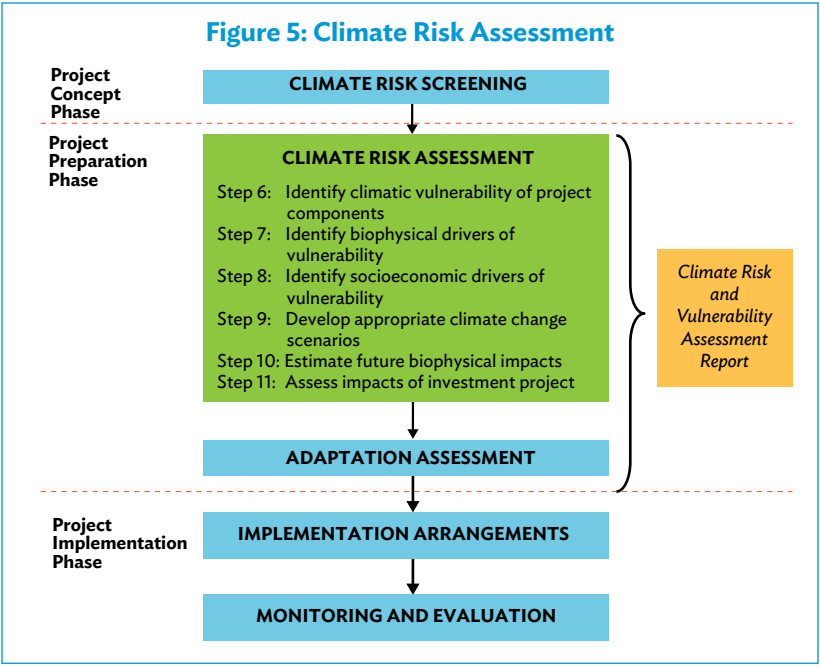 Figure 5: Climate Risk Assessment
Project
Concept
Phase
CLIMATE RISK SCREENING
Project
Preparation
Phase
CLIMATE RISK ASSESSMENT
Step 6: Identify climatic vulnerability of project
components
Step 7: Identify biophysical drivers of
vulnerability
Step 8: Identify socioeconomic drivers of
vulnerability
Step 9: Develop appropriate climate change
scenarios
Step 10: Estimate future biophysical impacts
Step 11: Assess impacts of investment project
Climate Risk
and
Vulnerability
Assessment
Report
ADAPTATION ASSESSMENT
Project
Implementation
Phase
IMPLEMENTATION ARRANGEMENTS
MONITORING AND EVALUATION